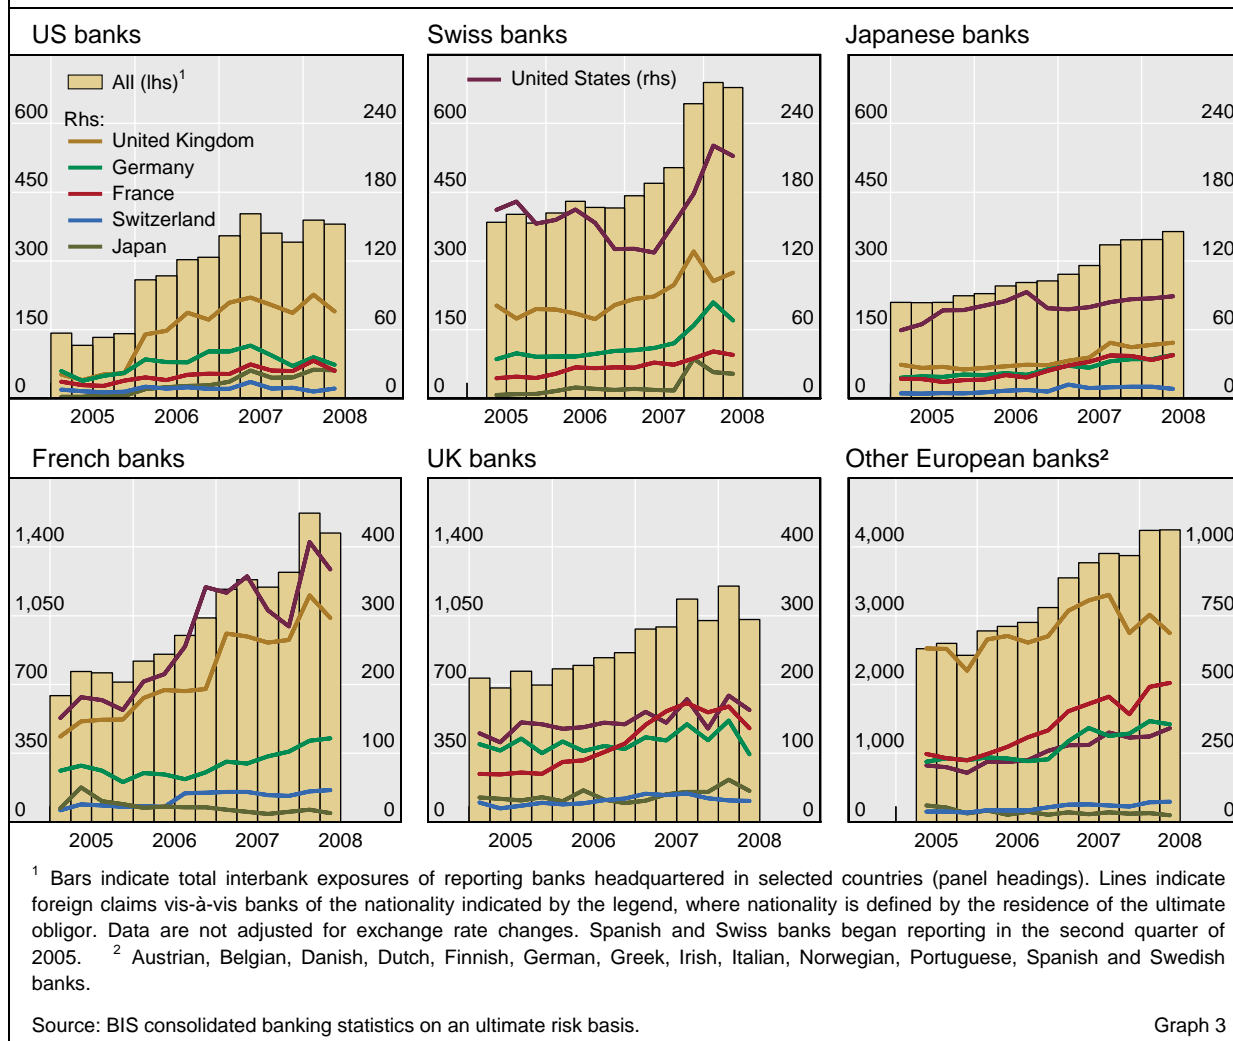 US banks
Swiss banks
Japanese banks
All (lhs)1
United States (rhs)
600
240
600
240
Rhs:
United Kingdom
Germany
450
180
450
180
France
Switzerland
Japan
300
120
300
120
150
60
150
60
0
0
0
0
2005 2006 2007 2008
2005 2006 2007 2008
2005 2006 2007 2008
French banks
UK banks
Other European banks²
1,400
400
1,400
400
4,000
1,000
1,050
300
1,050
300
3,000
750
700
200
700
200
2,000
500
350
100
350
100
1,000
250
0
0
0
0
0
0
2005 2006 2007 2008
2005 2006 2007 2008
2005 2006 2007 2008
1 Bars indicate total interbank exposures of reporting banks headquartered in selected countries (panel headings). Lines indicate
foreign claims vis-à-vis banks of the nationality indicated by the legend, where nationality is defined by the residence of the ultimate
obligor. Data are not adjusted for exchange rate changes. Spanish and Swiss banks began reporting in the second quarter of
2005. 2 Austrian, Belgian, Danish, Dutch, Finnish, German, Greek, Irish, Italian, Norwegian, Portuguese, Spanish and Swedish
banks.
Source: BIS consolidated banking statistics on an ultimate risk basis.
Graph 3